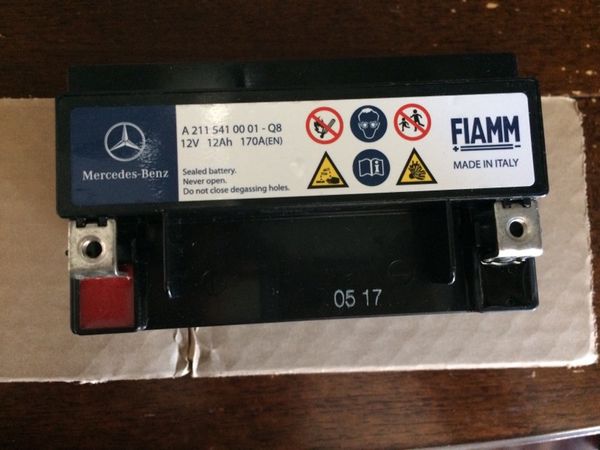 Mercedes-Benz
A 211 541 00 01 - Q8
12V 12Ah 170A(EN)
Sealed battery.
Never open.
Do not close degassing holes.
FIAMM
MADE IN ITALY
05 17